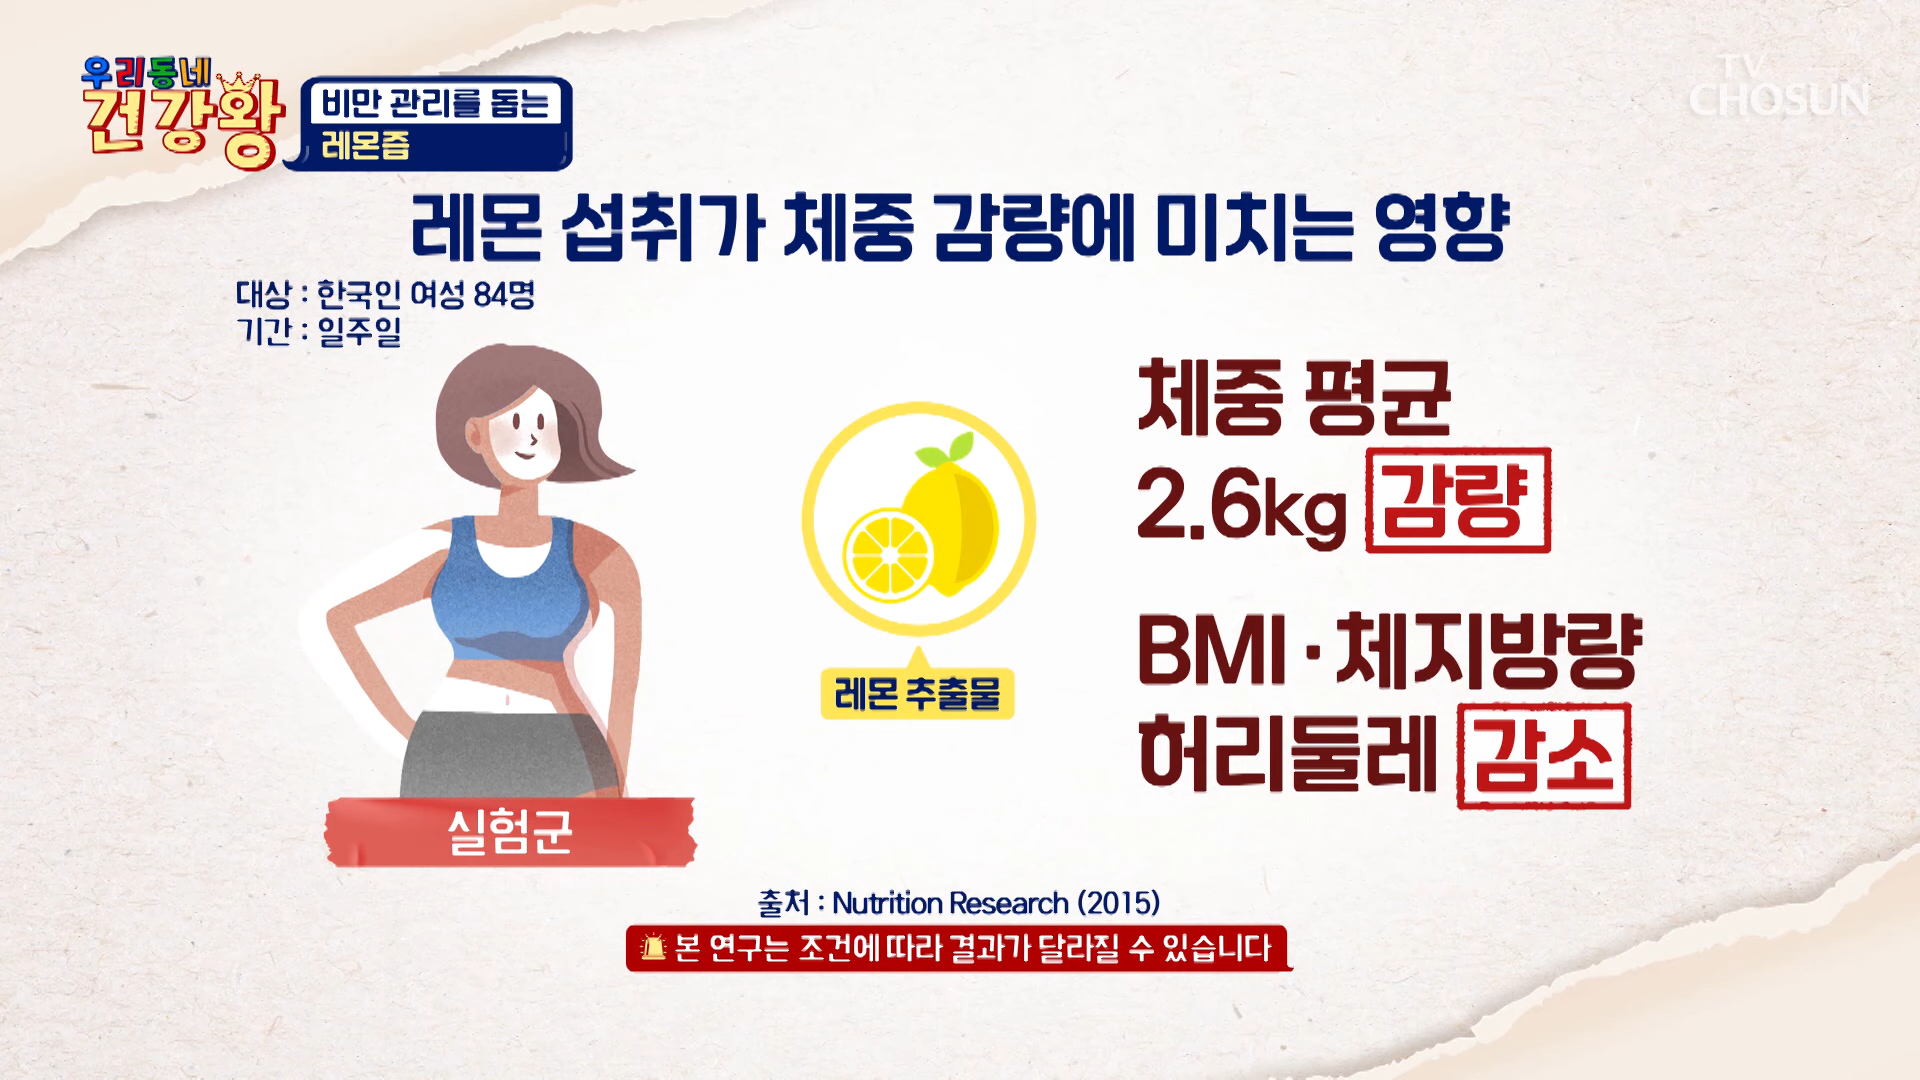 우리동네
건강왕
비만 관리를 돕는
레몬즙
TV
CHOSUN
레몬 섭취가 체중 감량에 미치는 영향
대상 : 한국인 여성 84명
기간 : 일주일
체중 평균
2.6kg 감량
BMI · 체지방량
허리둘레 감소
레몬 추출물
실험군
출처 : Nutrition Research (2015)
본 연구는 조건에 따라 결과가 달라질 수 있습니다